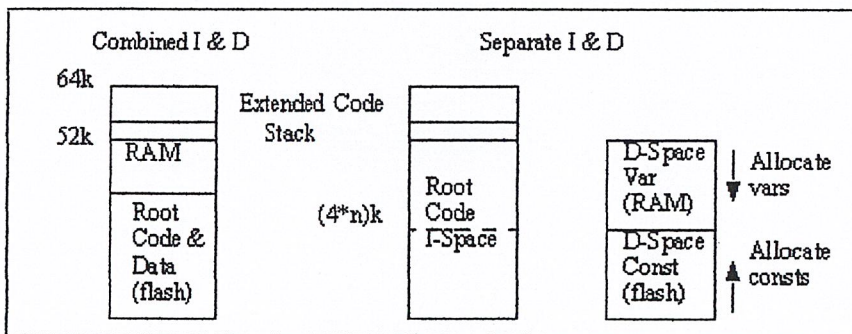 Combined I & D
Separate I & D
64k
Extended Code
Stack
52k
RAM
Root
Code &
Data
(flash)
(4*n)k
Root
Code
I-Space
D-Space
Var
(RAM)
D-Space
Const
(flash)
Allocate
vars
Allocate
consts